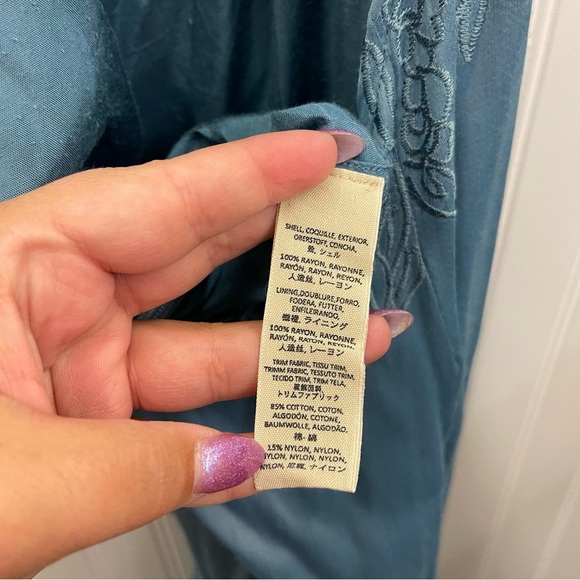 SHELL, COQUILLE, EXTERIOR,
OBERSTOFF, CONCHA,
殼, シェル
100% RAYON, RAYONNE,
RAYÓN, RAYON, REYON,
人造丝, レーヨン
LINING, DOUBLURE, FORRO,
FODERA, FUTTER,
ENFILEIRANDO,
襯裡, ライニング
100% RAYON, RAYONNE,
RAYÓN, RAYON, REYON,
人造丝, レーヨン
TRIM FABRIC, TISSU TRIM,
TRIMM FABRIC, TESSUTO TRIM,
TECIDO TRIM, TRIM TELA,
トリムファブリック
85% COTTON, COTON,
ALGODÓN, COTONE,
BAUMWOLLE, ALGODÃO,
棉, 綿
15% NYLON, NYLON,
NYLON, NYLON, NYLON,
NYLON, 尼龍, ナイロン